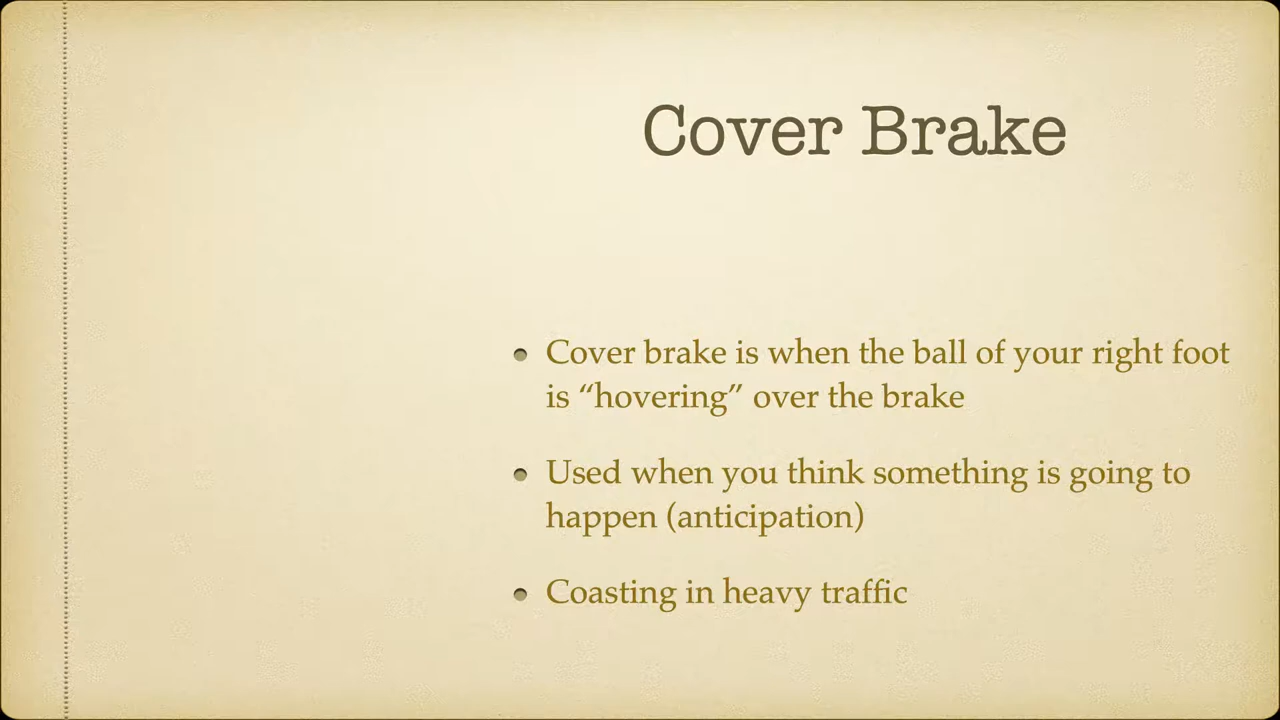 Cover Brake
• Cover brake is when the ball of your right foot
is “hovering” over the brake
• Used when you think something is going to
happen (anticipation)
• Coasting in heavy traffic